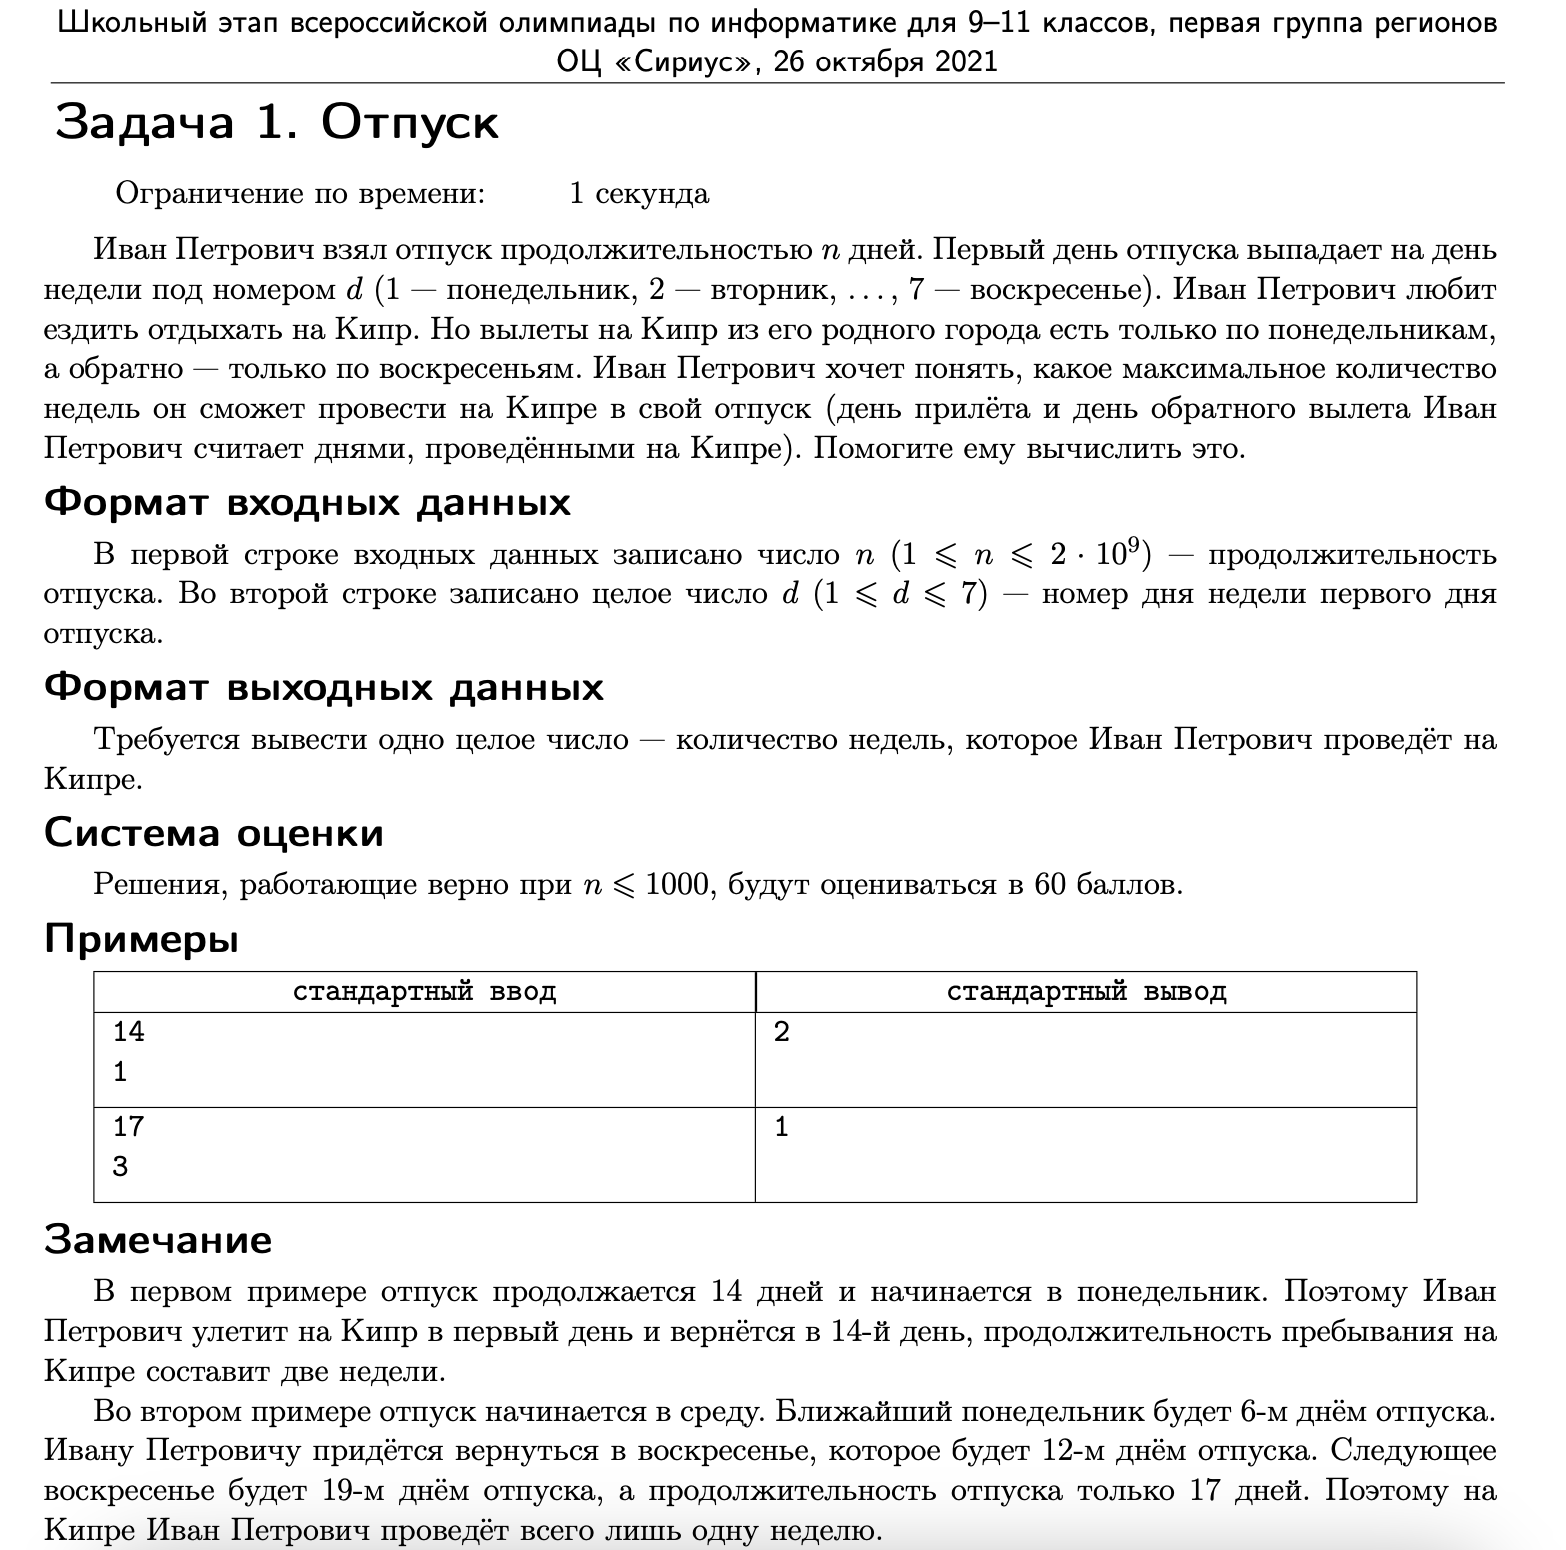 Школьный этап всероссийской олимпиады по информатике для 9–11 классов, первая группа регионов
ОЦ «Сириус», 26 октября 2021
Задача 1. Отпуск
Ограничение по времени: 1 секунда
Иван Петрович взял отпуск продолжительностью n дней. Первый день отпуска выпадает на день
недели под номером d (1 — понедельник, 2 — вторник, ..., 7 — воскресенье). Иван Петрович любит
ездить отдыхать на Кипр. Но вылеты на Кипр из его родного города есть только по понедельникам,
а обратно — только по воскресеньям. Иван Петрович хочет понять, какое максимальное количество
недель он сможет провести на Кипре в свой отпуск (день прилёта и день обратного вылета Иван
Петрович считает днями, проведёнными на Кипре). Помогите ему вычислить это.
Формат входных данных
В первой строке входных данных записано число n (1 ⩽ n ⩽ 2 · 10⁹) — продолжительность
отпуска. Во второй строке записано целое число d (1 ⩽ d ⩽ 7) — номер дня недели первого дня
отпуска.
Формат выходных данных
Требуется вывести одно целое число — количество недель, которое Иван Петрович проведёт на
Кипре.
Система оценки
Решения, работающие верно при n ⩽ 1000, будут оцениваться в 60 баллов.
Примеры
стандартный ввод стандартный вывод
14 2
1
17 1
3
Замечание
В первом примере отпуск продолжается 14 дней и начинается в понедельник. Поэтому Иван
Петрович улетит на Кипр в первый день и вернётся в 14-й день, продолжительность пребывания на
Кипре составит две недели.
Во втором примере отпуск начинается в среду. Ближайший понедельник будет 6-м днём отпуска.
Ивану Петровичу придётся вернуться в воскресенье, которое будет 12-м днём отпуска. Следующее
воскресенье будет 19-м днём отпуска, а продолжительность отпуска только 17 дней. Поэтому на
Кипре Иван Петрович проведёт всего лишь одну неделю.